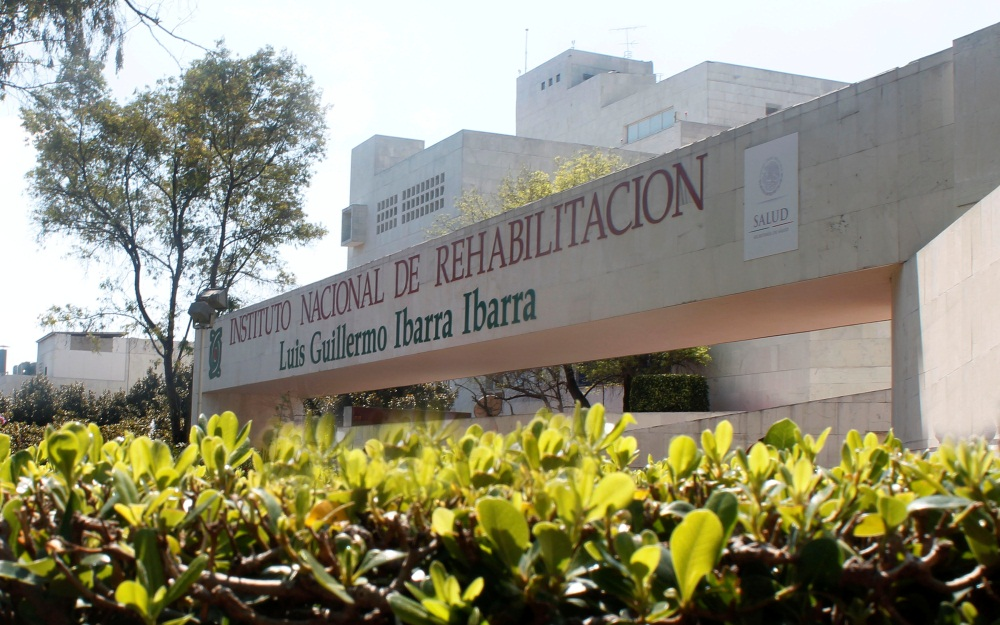 INSTITUTO NACIONAL DE REHABILITACION
Luis Guillermo Ibarra Ibarra
SALUD